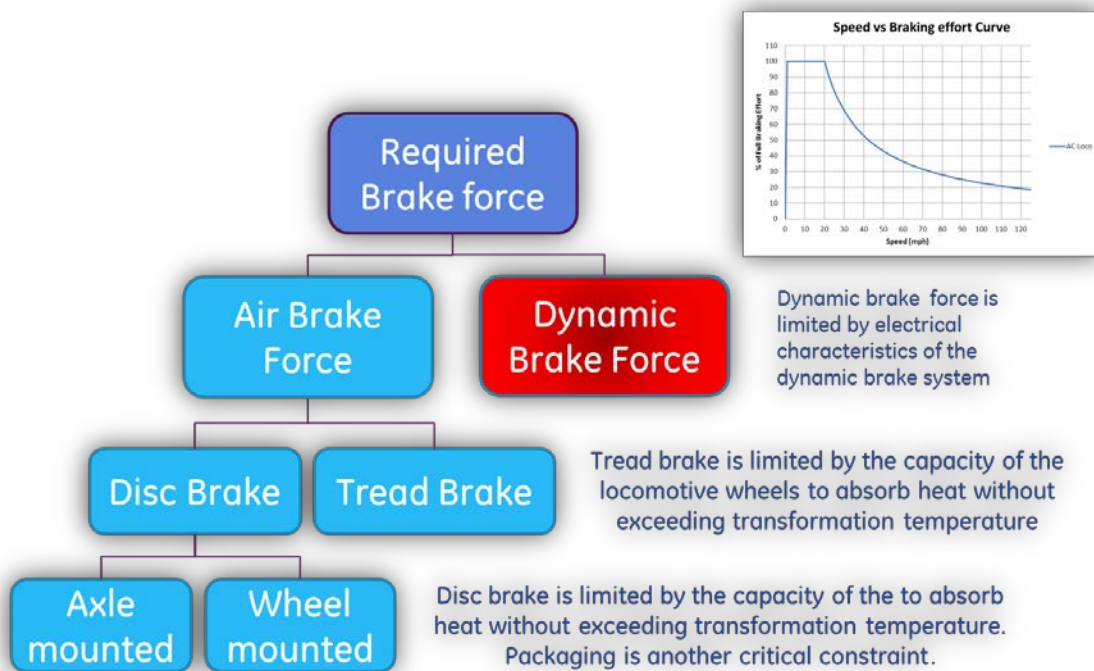 Speed vs Braking effort Curve
110
100
90
80
70
60
50
40
30
20
10
0
% of Full Braking Effort
0 10 20 30 40 50 60 70 80 90 100 110 120
Speed (mph)
AC Loco
Required
Brake force
Air Brake
Force
Dynamic
Brake Force
Dynamic brake force is
limited by electrical
characteristics of the
dynamic brake system
Disc Brake
Tread Brake
Tread brake is limited by the capacity of the
locomotive wheels to absorb heat without
exceeding transformation temperature
Axle
mounted
Wheel
mounted
Disc brake is limited by the capacity of the to absorb
heat without exceeding transformation temperature.
Packaging is another critical constraint.